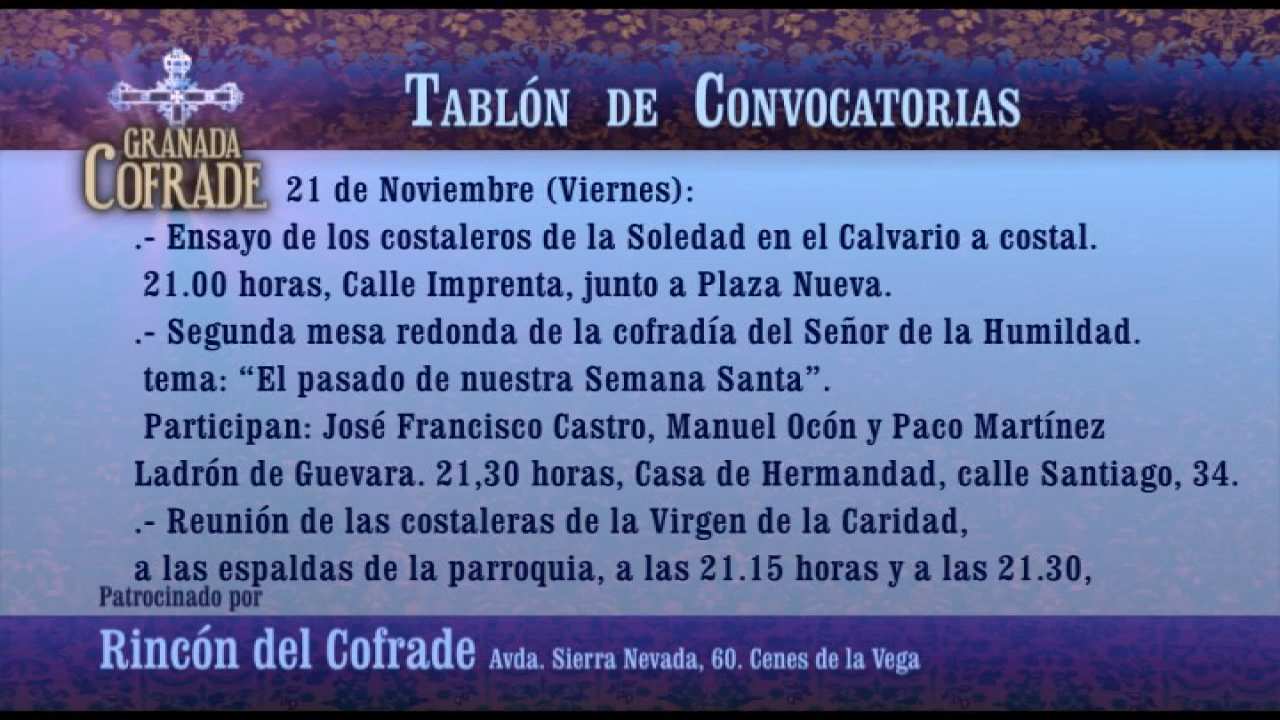 TABLÓN DE CONVOCATORIAS
GRANADA
COFRADE
21 de Noviembre (Viernes):
.- Ensayo de los costaleros de la Soledad en el Calvario a costal.
21.00 horas, Calle Imprenta, junto a Plaza Nueva.
.- Segunda mesa redonda de la cofradía del Señor de la Humildad.
tema: “El pasado de nuestra Semana Santa”.
Participan: José Francisco Castro, Manuel Ocón y Paco Martínez
Ladrón de Guevara. 21,30 horas, Casa de Hermandad, calle Santiago, 34.
.- Reunión de las costaleras de la Virgen de la Caridad,
a las espaldas de la parroquia, a las 21.15 horas y a las 21.30,
Patrocinado por
Rincón del Cofrade Avda. Sierra Nevada, 60. Cenes de la Vega